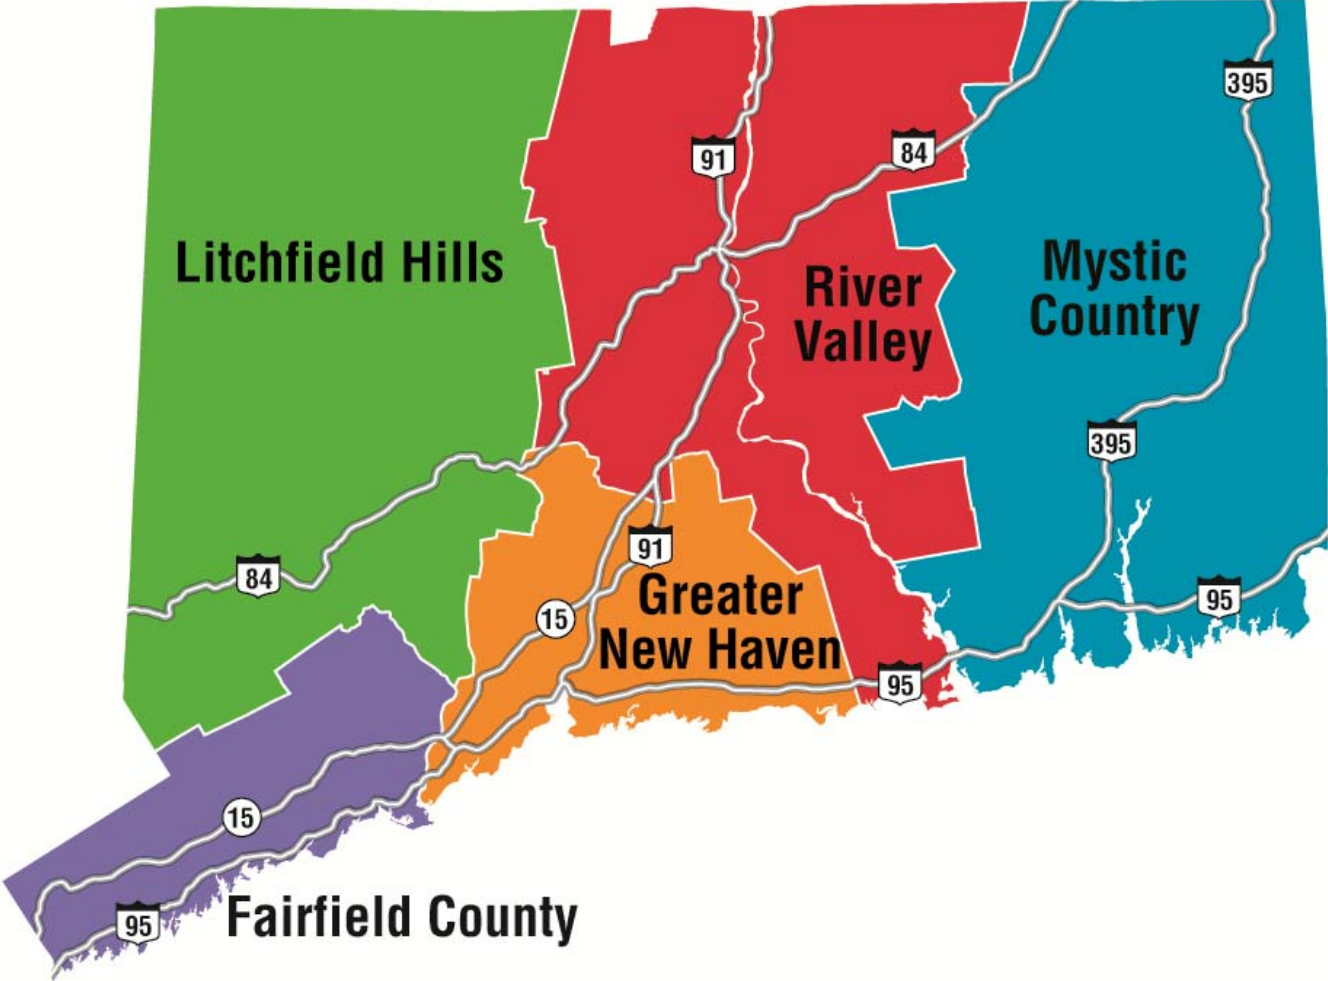 395
91
84
Litchfield Hills
River
Valley
Mystic
Country
395
91
84
Greater
New Haven
15
95
95
15
95
Fairfield County